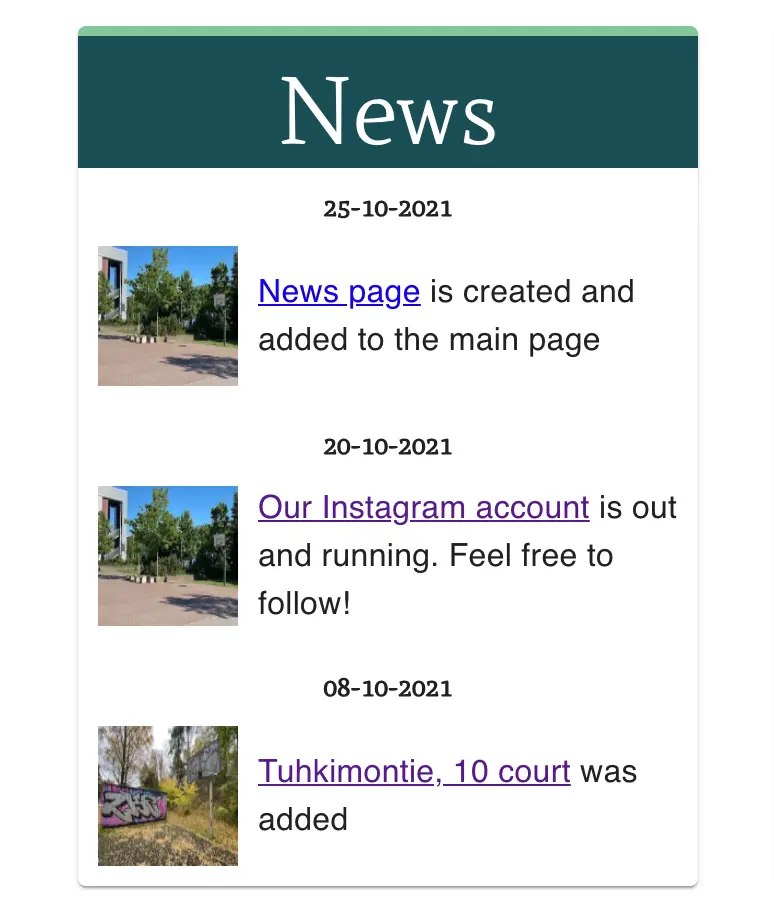 News
25-10-2021
News page is created and
added to the main page
20-10-2021
Our Instagram account is out
and running. Feel free to
follow!
08-10-2021
Tuhkimontie, 10 court was
added